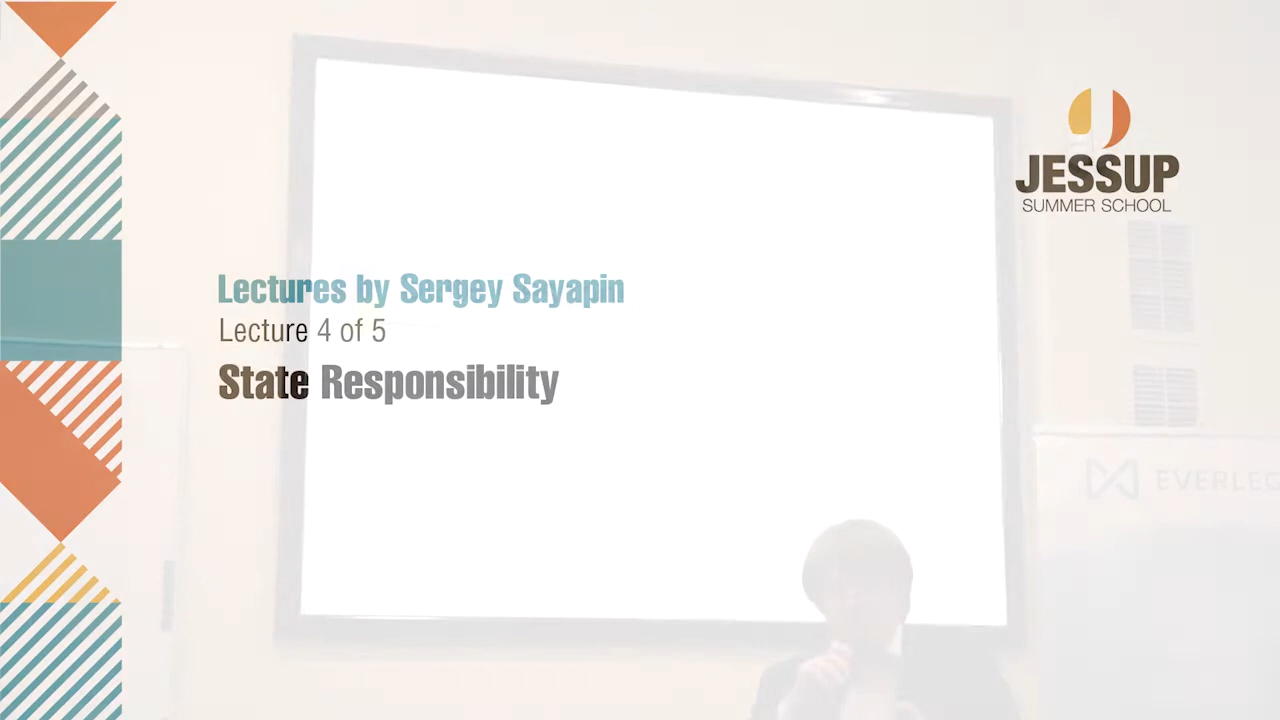 JESSUP
SUMMER SCHOOL
Lectures by Sergey Sayapin
Lecture 4 of 5
State Responsibility